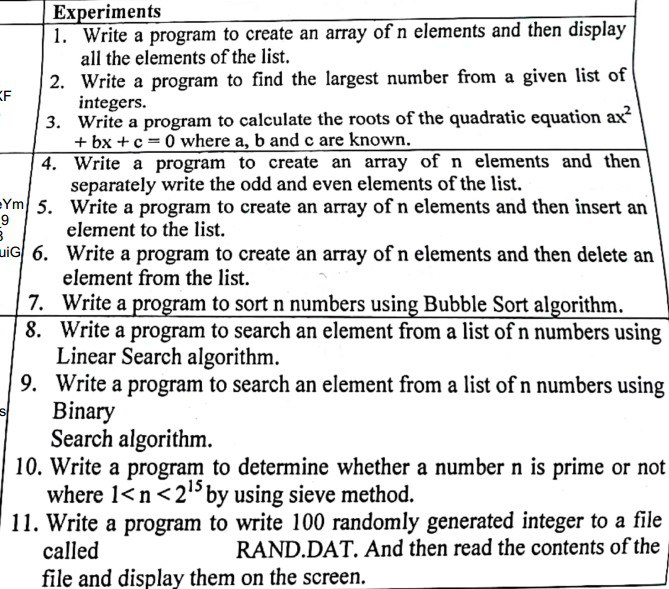 Experiments
1. Write a program to create an array of n elements and then display
all the elements of the list.
2. Write a program to find the largest number from a given list of
integers.
3. Write a program to calculate the roots of the quadratic equation ax²
+ bx + c = 0 where a, b and c are known.
4. Write a program to create an array of n elements and then
separately write the odd and even elements of the list.
5. Write a program to create an array of n elements and then insert an
element to the list.
6. Write a program to create an array of n elements and then delete an
element from the list.
7. Write a program to sort n numbers using Bubble Sort algorithm.
8. Write a program to search an element from a list of n numbers using
Linear Search algorithm.
9. Write a program to search an element from a list of n numbers using
Binary
Search algorithm.
10. Write a program to determine whether a number n is prime or not
where 1< n < 2¹⁵ by using sieve method.
11. Write a program to write 100 randomly generated integer to a file
called RAND.DAT. And then read the contents of the
file and display them on the screen.